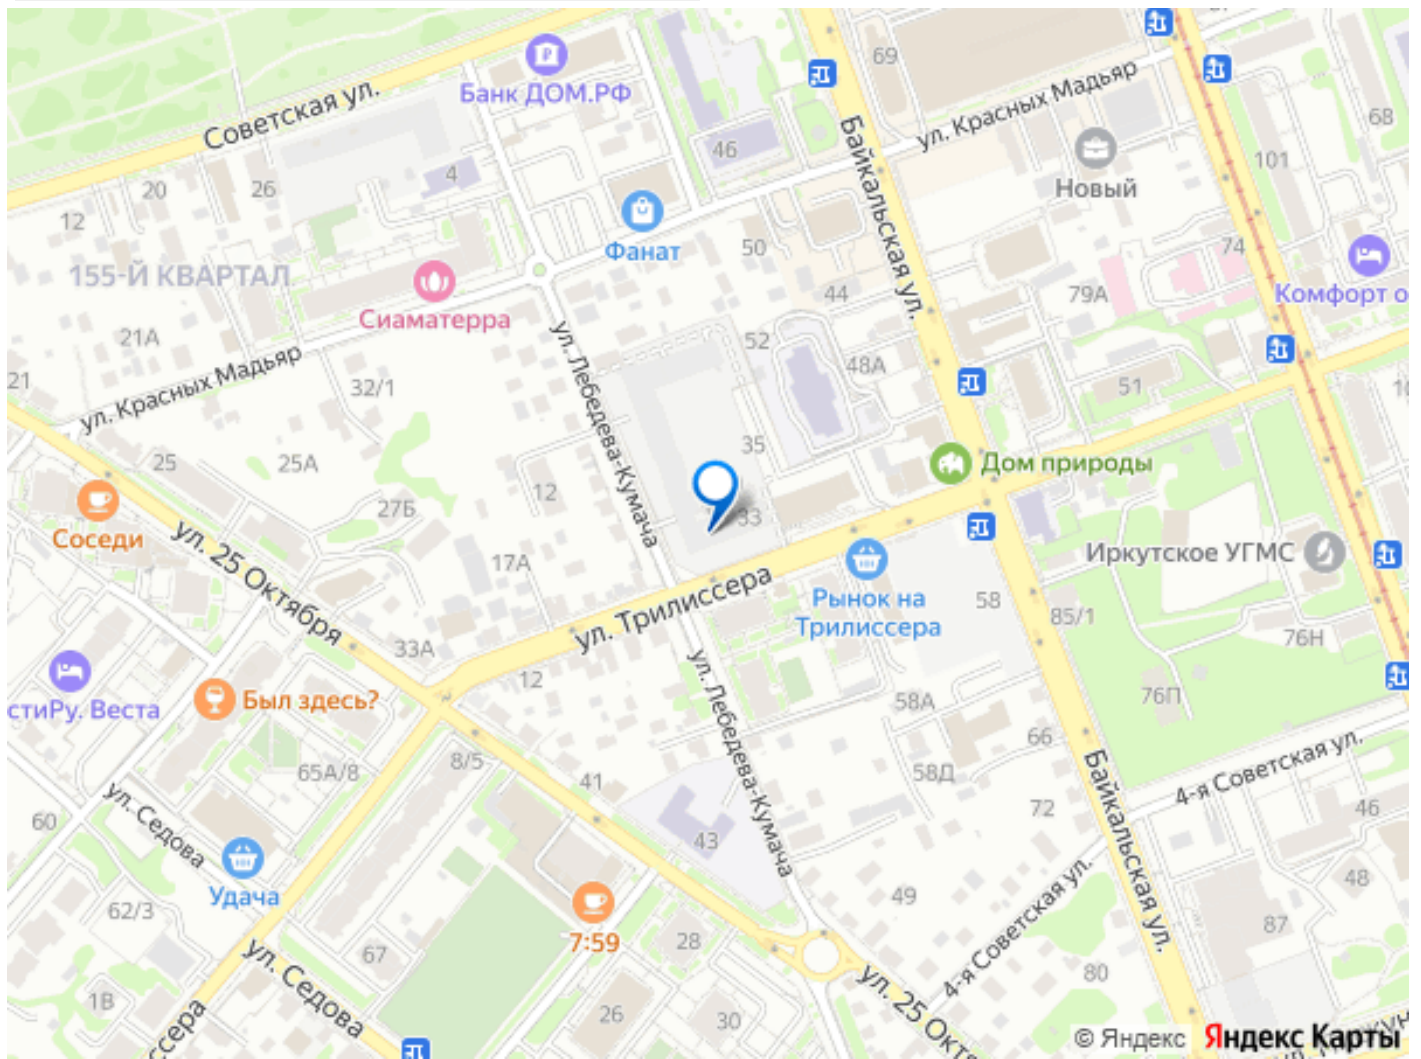 69
Банк ДОМ.РФ
Советская ул.
ул. Красных Мадьяр
68
46
Байкальская ул.
101
4
Новый
20
26
12
Фанат
50
74
155-Й КВАРТАЛ
Сиаматерра
44
79А
Комфорт о
21А
ул. Лебедева-Кумача
52
48А
51
21
ул. Красных Мадьяр
32/1
35
25
25А
Дом природы
12
27Б
33
Соседи
ул. 25 Октября
17А
Иркутское УГМС
ул. Трилиссера
Рынок на
Трилиссера
58
85/1
76Н
33А
12
ул. Лебедева-Кумача
58А
76П
стиРу. Веста
Был здесь?
66
58Д
Байкальская ул.
4-я Советская ул.
8/5
65А/8
41
72
46
ул. Седова
60
43
48
Удача
49
4-я Советская ул.
62/3
87
7:59
28
67
ул. Седова
80
ул. 25 Окт
1В
26
30
ссера
© Яндекс Яндекс Карты